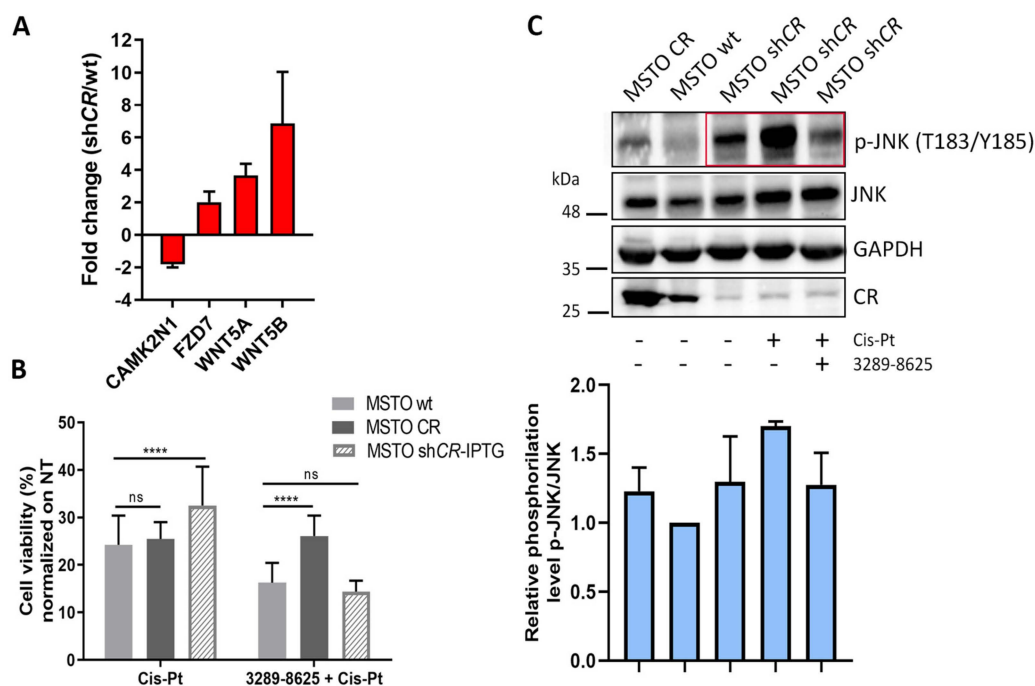 A
Fold change (shCR/wt)
12
10
8
6
4
2
0
-2
-4
CAMK2N1
FZD7
WNT5A
WNT5B
B
MSTO wt
MSTO CR
MSTO shCR-IPTG
Cell viability (%)
normalized on NT
50
40
30
20
10
0
****
ns
ns
****
Cis-Pt
3289-8625 + Cis-Pt
C
MSTO CR
MSTO wt
MSTO shCR
MSTO shCR
MSTO shCR
p-JNK (T183/Y185)
kDa
JNK
48
GAPDH
35
CR
25
- - - + + Cis-Pt
- - - - + 3289-8625
Relative phosphorilation
level p-JNK/JNK
2.0
1.5
1.0
0.5
0.0